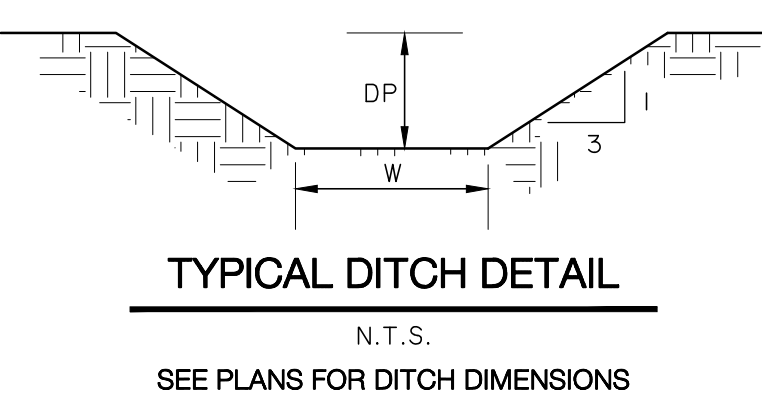 DP
1
3
W
TYPICAL DITCH DETAIL
N.T.S.
SEE PLANS FOR DITCH DIMENSIONS